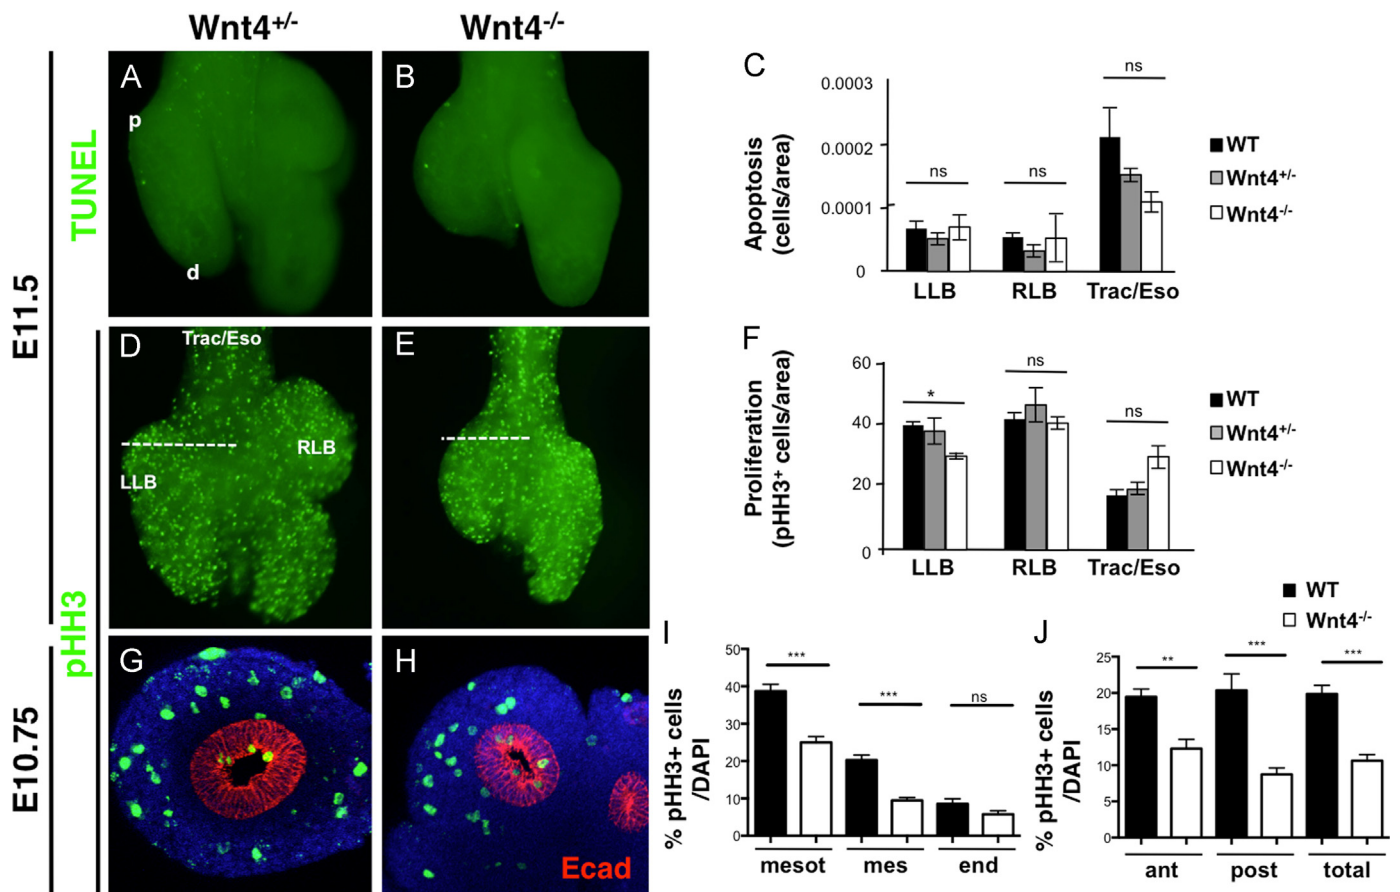 Wnt4+/-
Wnt4-/-
E11.5
TUNEL
A
p
d
B
C
Apoptosis
(cells/area)
0.0003
0.0002
0.0001
0
ns
ns
ns
LLB
RLB
Trac/Eso
WT
Wnt4+/-
Wnt4-/-
pHH3
D
Trac/Eso
RLB
LLB
E
F
Proliferation
(pHH3+ cells/area)
60
40
20
0
*
ns
ns
LLB
RLB
Trac/Eso
WT
Wnt4+/-
Wnt4-/-
E10.75
G
H
Ecad
I
% pHH3+ cells
/DAPI
50
40
30
20
10
0
***
***
ns
mesot
mes
end
J
WT
Wnt4-/-
% pHH3+ cells
/DAPI
25
20
15
10
5
0
**
***
***
ant
post
total